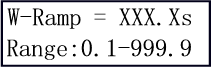 W-Ramp = XXX.Xs
Range:0.1-999.9